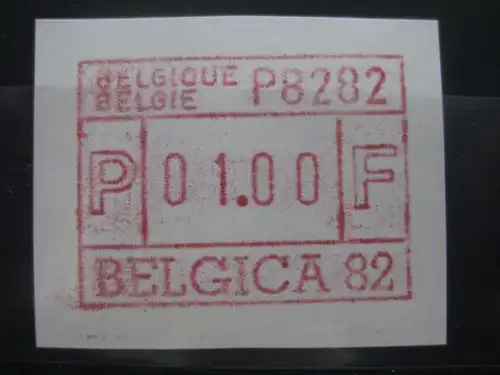 BELGIQUE P8282
BELGIE
P 01.00 F
BELGICA 82